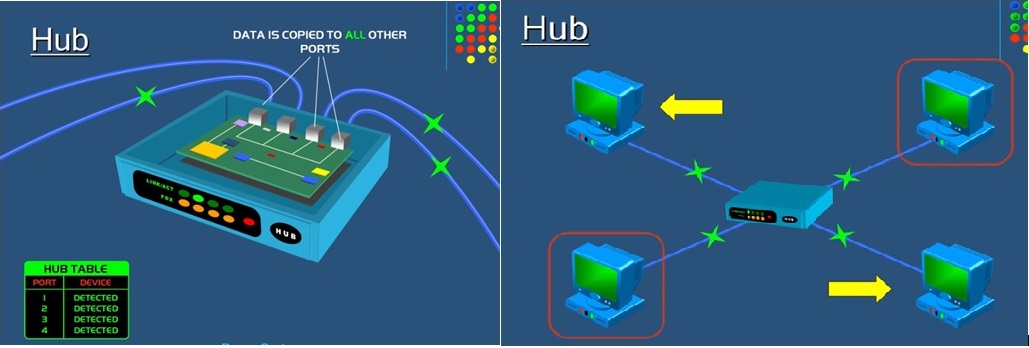 Hub
DATA IS COPIED TO ALL OTHER
PORTS
LINK/ACT
FDX
HUB
HUB TABLE
PORT DEVICE
1 DETECTED
2 DETECTED
3 DETECTED
4 DETECTED
Hub
HUB